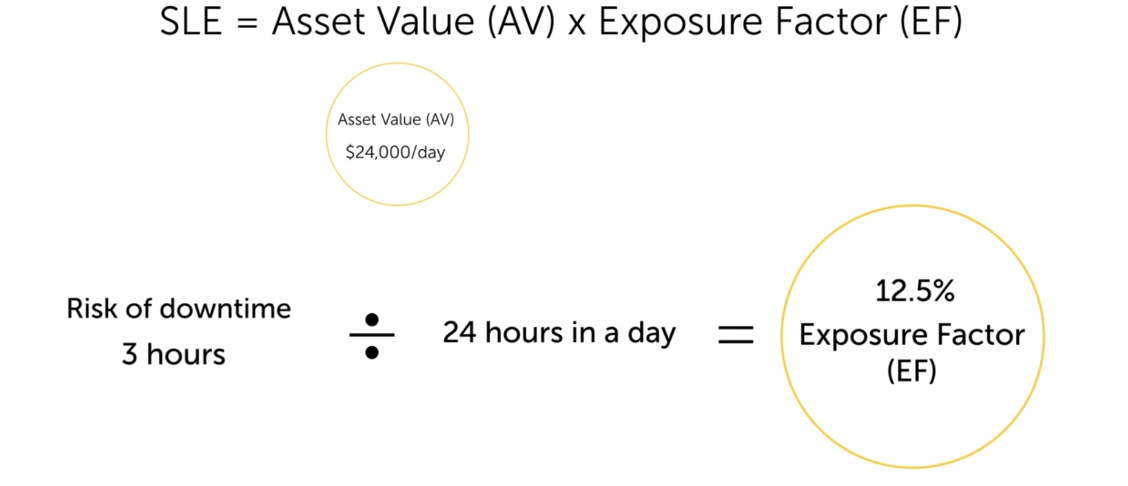 SLE = Asset Value (AV) x Exposure Factor (EF)
Asset Value (AV)
$24,000/day
Risk of downtime
3 hours
÷
24 hours in a day
=
12.5%
Exposure Factor
(EF)